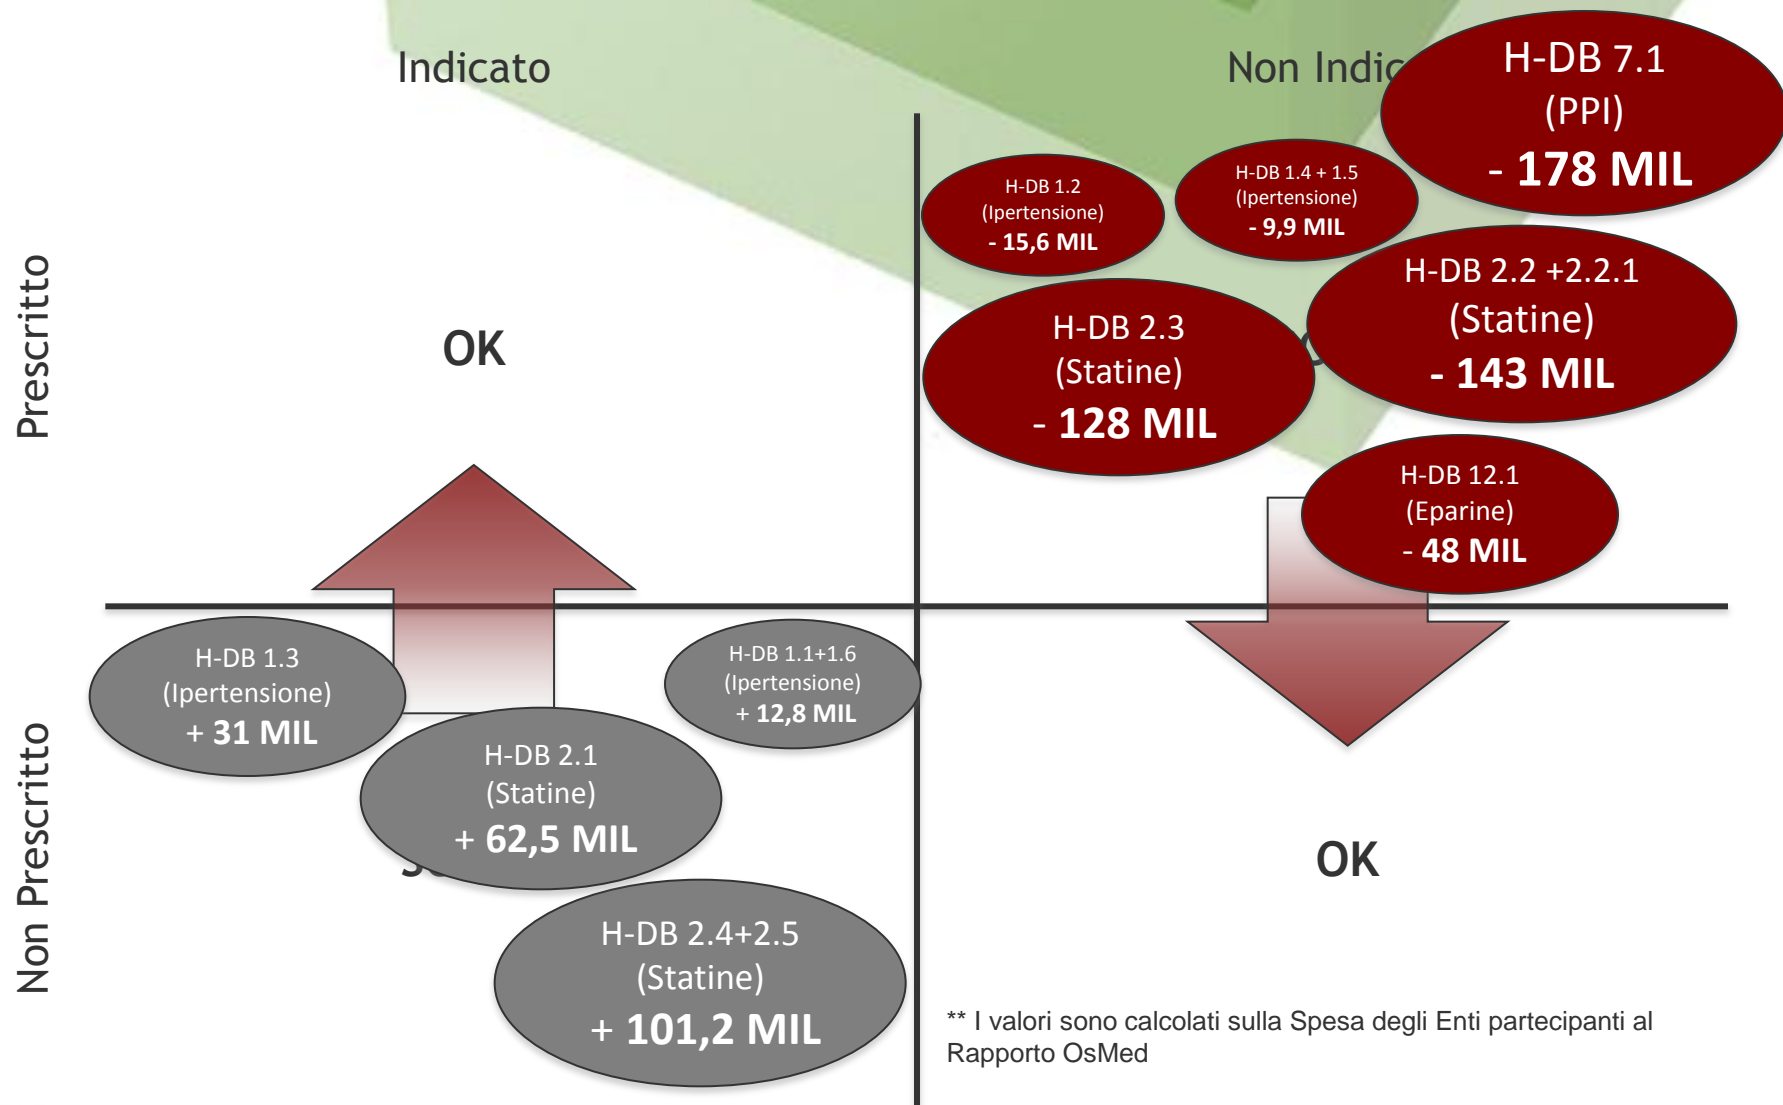 Indicato
Non Indic
H-DB 7.1
(PPI)
- 178 MIL
H-DB 1.2
(Ipertensione)
- 15,6 MIL
H-DB 1.4 + 1.5
(Ipertensione)
- 9,9 MIL
H-DB 2.2 +2.2.1
(Statine)
- 143 MIL
H-DB 2.3
(Statine)
- 128 MIL
Prescritto
OK
H-DB 12.1
(Eparine)
- 48 MIL
H-DB 1.3
(Ipertensione)
+ 31 MIL
H-DB 1.1+1.6
(Ipertensione)
+ 12,8 MIL
H-DB 2.1
(Statine)
+ 62,5 MIL
Non Prescritto
OK
H-DB 2.4+2.5
(Statine)
+ 101,2 MIL
** I valori sono calcolati sulla Spesa degli Enti partecipanti al
Rapporto OsMed